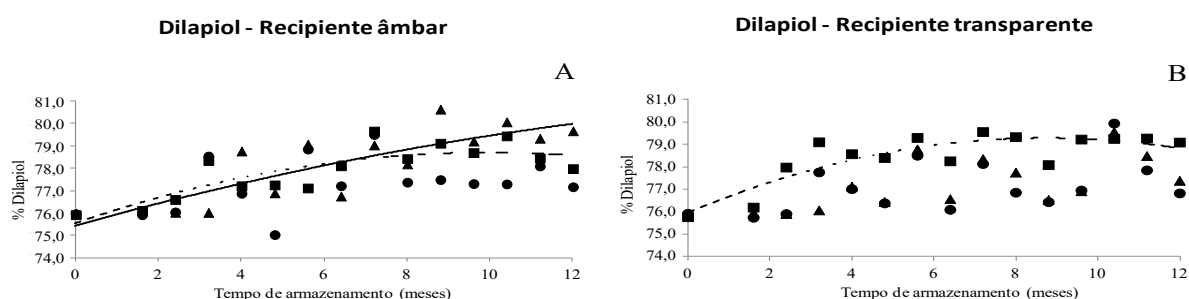 Dilapiol - Recipiente âmbar
A
81,0
80,0
79,0
78,0
77,0
76,0
75,0
74,0
% Dilapiol
0 2 4 6 8 10 12
Tempo de armazenamento (meses)
Dilapiol - Recipiente transparente
B
81,0
80,0
79,0
78,0
77,0
76,0
75,0
74,0
% Dilapiol
0 2 4 6 8 10 12
Tempo de armazenamento (meses)